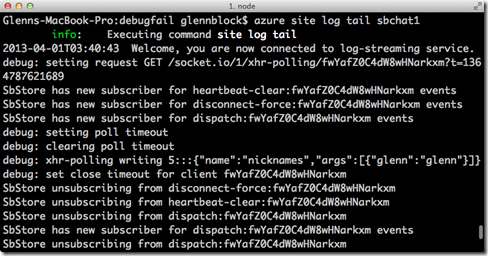 1. node
Glenns-MacBook-Pro:debugfail glennblock$ azure site log tail sbchat1
info:    Executing command site log tail
2013-04-01T03:40:43  Welcome, you are now connected to log-streaming service.
debug: setting request GET /socket.io/1/xhr-polling/fwYafZ0C4dW8wHNarkxm?t=136
4787621689
SbStore has new subscriber for heartbeat-clear:fwYafZ0C4dW8wHNarkxm events
SbStore has new subscriber for disconnect-force:fwYafZ0C4dW8wHNarkxm events
SbStore has new subscriber for dispatch:fwYafZ0C4dW8wHNarkxm events
debug: setting poll timeout
debug: clearing poll timeout
debug: xhr-polling writing 5:::{"name":"nicknames","args":[{"glenn":"glenn"}]}
debug: set close timeout for client fwYafZ0C4dW8wHNarkxm
SbStore unsubscribing from disconnect-force:fwYafZ0C4dW8wHNarkxm
SbStore unsubscribing from heartbeat-clear:fwYafZ0C4dW8wHNarkxm
SbStore unsubscribing from dispatch:fwYafZ0C4dW8wHNarkxm
SbStore has new subscriber for dispatch:fwYafZ0C4dW8wHNarkxm events
SbStore unsubscribing from dispatch:fwYafZ0C4dW8wHNarkxm